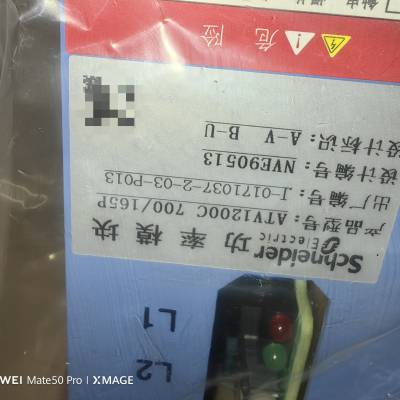 Schneider Electric 功率模块
产品型号: ATV1200C 700/165P
出厂编号: J-0171037-2-03-P013
设计编号: NVE90513
设计标识: A-V B-U
危险
L1
L2
WEI Mate50 Pro | XMAGE